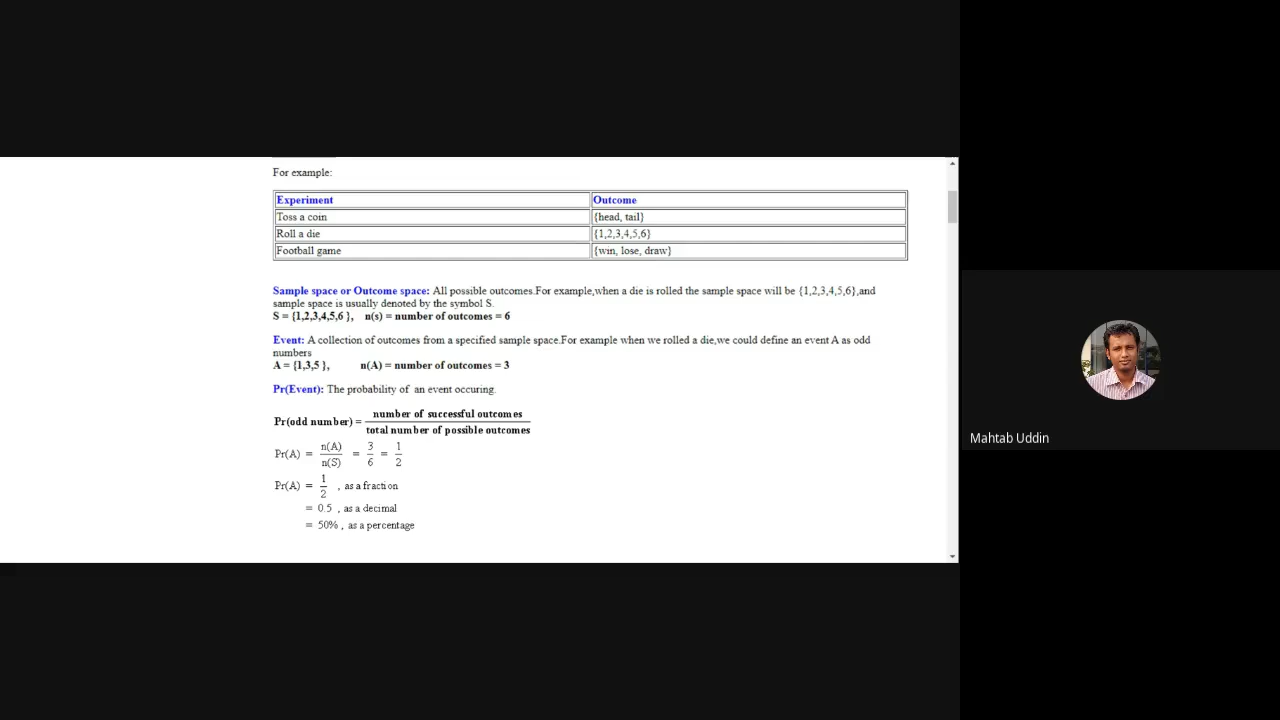 For example:
Experiment Outcome
Toss a coin {head, tail}
Roll a die {1,2,3,4,5,6}
Football game {win, lose, draw}
Sample space or Outcome space: All possible outcomes.For example,when a die is rolled the sample space will be {1,2,3,4,5,6},and
sample space is usually denoted by the symbol S.
S = {1,2,3,4,5,6 }, n(s) = number of outcomes = 6
Event: A collection of outcomes from a specified sample space.For example when we rolled a die,we could define an event A as odd
numbers
A = {1,3,5 }, n(A) = number of outcomes = 3
Pr(Event): The probability of an event occuring.
Pr(odd number) = number of successful outcomes / total number of possible outcomes
Pr(A) = n(A) / n(S) = 3 / 6 = 1 / 2
Pr(A) = 1 / 2 , as a fraction
= 0.5 , as a decimal
= 50% , as a percentage
Mahtab Uddin